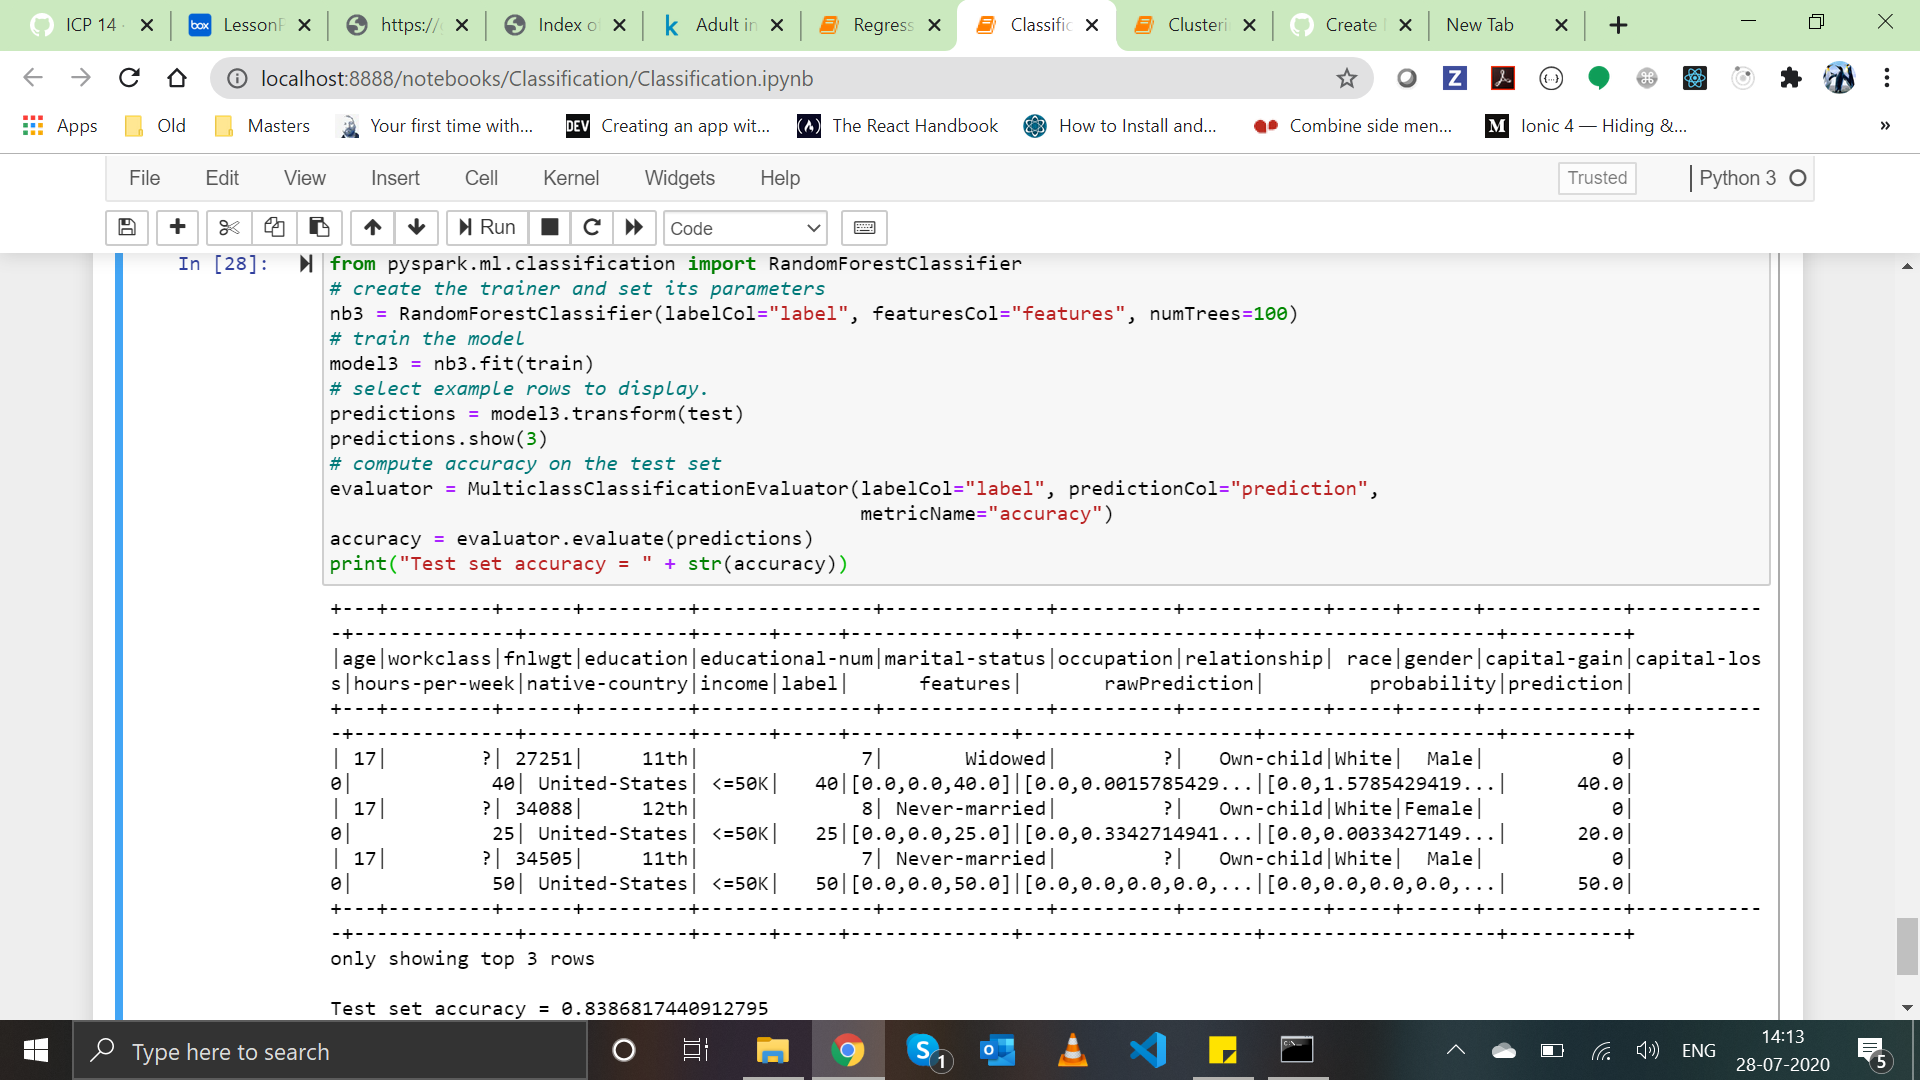 ICP 14
LessonP
https://g
Index o
Adult in
Regress
Classific
Clusteri
Create
New Tab
localhost:8888/notebooks/Classification/Classification.ipynb
Apps
Old
Masters
Your first time with...
DEV
Creating an app wit...
The React Handbook
How to Install and...
Combine side men...
Ionic 4 — Hiding &...
»
File Edit View Insert Cell Kernel Widgets Help
Trusted
Python 3
Run
Code
In [28]:
from pyspark.ml.classification import RandomForestClassifier
# create the trainer and set its parameters
nb3 = RandomForestClassifier(labelCol="label", featuresCol="features", numTrees=100)
# train the model
model3 = nb3.fit(train)
# select example rows to display.
predictions = model3.transform(test)
predictions.show(3)
# compute accuracy on the test set
evaluator = MulticlassClassificationEvaluator(labelCol="label", predictionCol="prediction",
metricName="accuracy")
accuracy = evaluator.evaluate(predictions)
print("Test set accuracy = " + str(accuracy))
+---+---------+------+---------+---------------+--------------+----------+------------+-----+------+------------+-----------
-+--------------+--------------+------+-----+--------------+--------------------+--------------------+----------+
|age|workclass|fnlwgt|education|educational-num|marital-status|occupation|relationship| race|gender|capital-gain|capital-los
s|hours-per-week|native-country|income|label|      features|       rawPrediction|         probability|prediction|
+---+---------+------+---------+---------------+--------------+----------+------------+-----+------+------------+-----------
-+--------------+--------------+------+-----+--------------+--------------------+--------------------+----------+
| 17|        ?| 27251|     11th|              7|       Widowed|         ?|   Own-child|White|  Male|           0|
0|            40| United-States| <=50K|   40|[0.0,0.0,40.0]|[0.0,0.0015785429...|[0.0,1.5785429419...|      40.0|
| 17|        ?| 34088|     12th|              8| Never-married|         ?|   Own-child|White|Female|           0|
0|            25| United-States| <=50K|   25|[0.0,0.0,25.0]|[0.0,0.3342714941...|[0.0,0.0033427149...|      20.0|
| 17|        ?| 34505|     11th|              7| Never-married|         ?|   Own-child|White|  Male|           0|
0|            50| United-States| <=50K|   50|[0.0,0.0,50.0]|[0.0,0.0,0.0,0.0,...|[0.0,0.0,0.0,0.0,...|      50.0|
+---+---------+------+---------+---------------+--------------+----------+------------+-----+------+------------+-----------
-+--------------+--------------+------+-----+--------------+--------------------+--------------------+----------+
only showing top 3 rows
Test set accuracy = 0.8386817440912795
Type here to search
1
ENG
14:13
28-07-2020
5